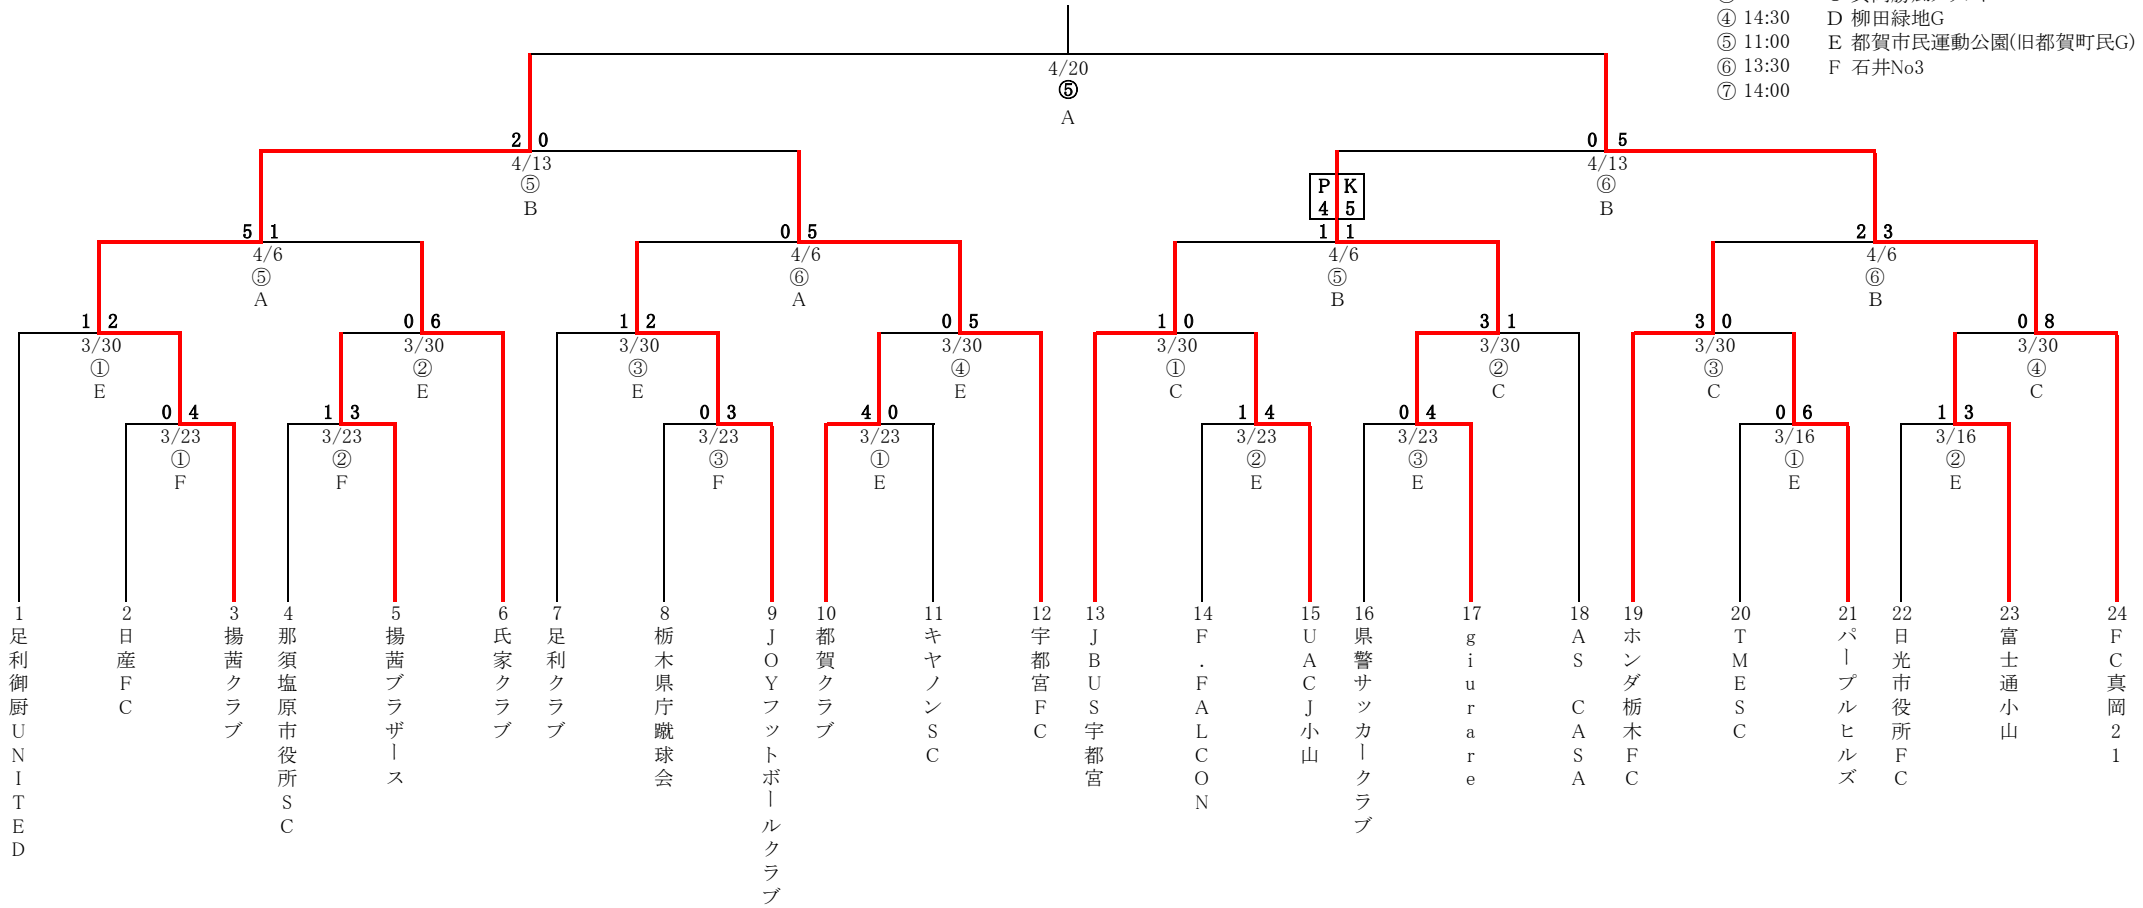 ④ 14:30 D 柳田緑地G
⑤ 11:00 E 都賀市民運動公園(旧都賀町民G)
⑥ 13:30 F 石井No3
⑦ 14:00
4/20
⑤
A
2 0
4/13
⑤
B
0 5
4/13
⑥
B
P K
4 5
5 1
4/6
⑤
A
0 5
4/6
⑥
A
1 1
4/6
⑤
B
2 3
4/6
⑥
B
1 2
3/30
①
E
0 6
3/30
②
E
1 2
3/30
③
E
0 5
3/30
④
E
1 0
3/30
①
C
3 1
3/30
②
C
3 0
3/30
③
C
0 8
3/30
④
C
0 4
3/23
①
F
1 3
3/23
②
F
0 3
3/23
③
F
4 0
3/23
①
E
1 4
3/23
②
E
0 4
3/23
③
E
0 6
3/16
①
E
1 3
3/16
②
E
1 足利御厨UNITED
2 日産FC
3 揚茜クラブ
4 那須塩原市役所SC
5 揚茜ブラザース
6 氏家クラブ
7 足利クラブ
8 栃木県庁蹴球会
9 JOYフットボールクラブ
10 都賀クラブ
11 キヤノンSC
12 宇都宮FC
13 JBUS宇都宮
14 F.FALCON
15 UACJ小山
16 県警サッカークラブ
17 giurare
18 AS CASA
19 ホンダ栃木FC
20 TMESC
21 パープルヒルズ
22 日光市役所FC
23 富士通小山
24 FC真岡21